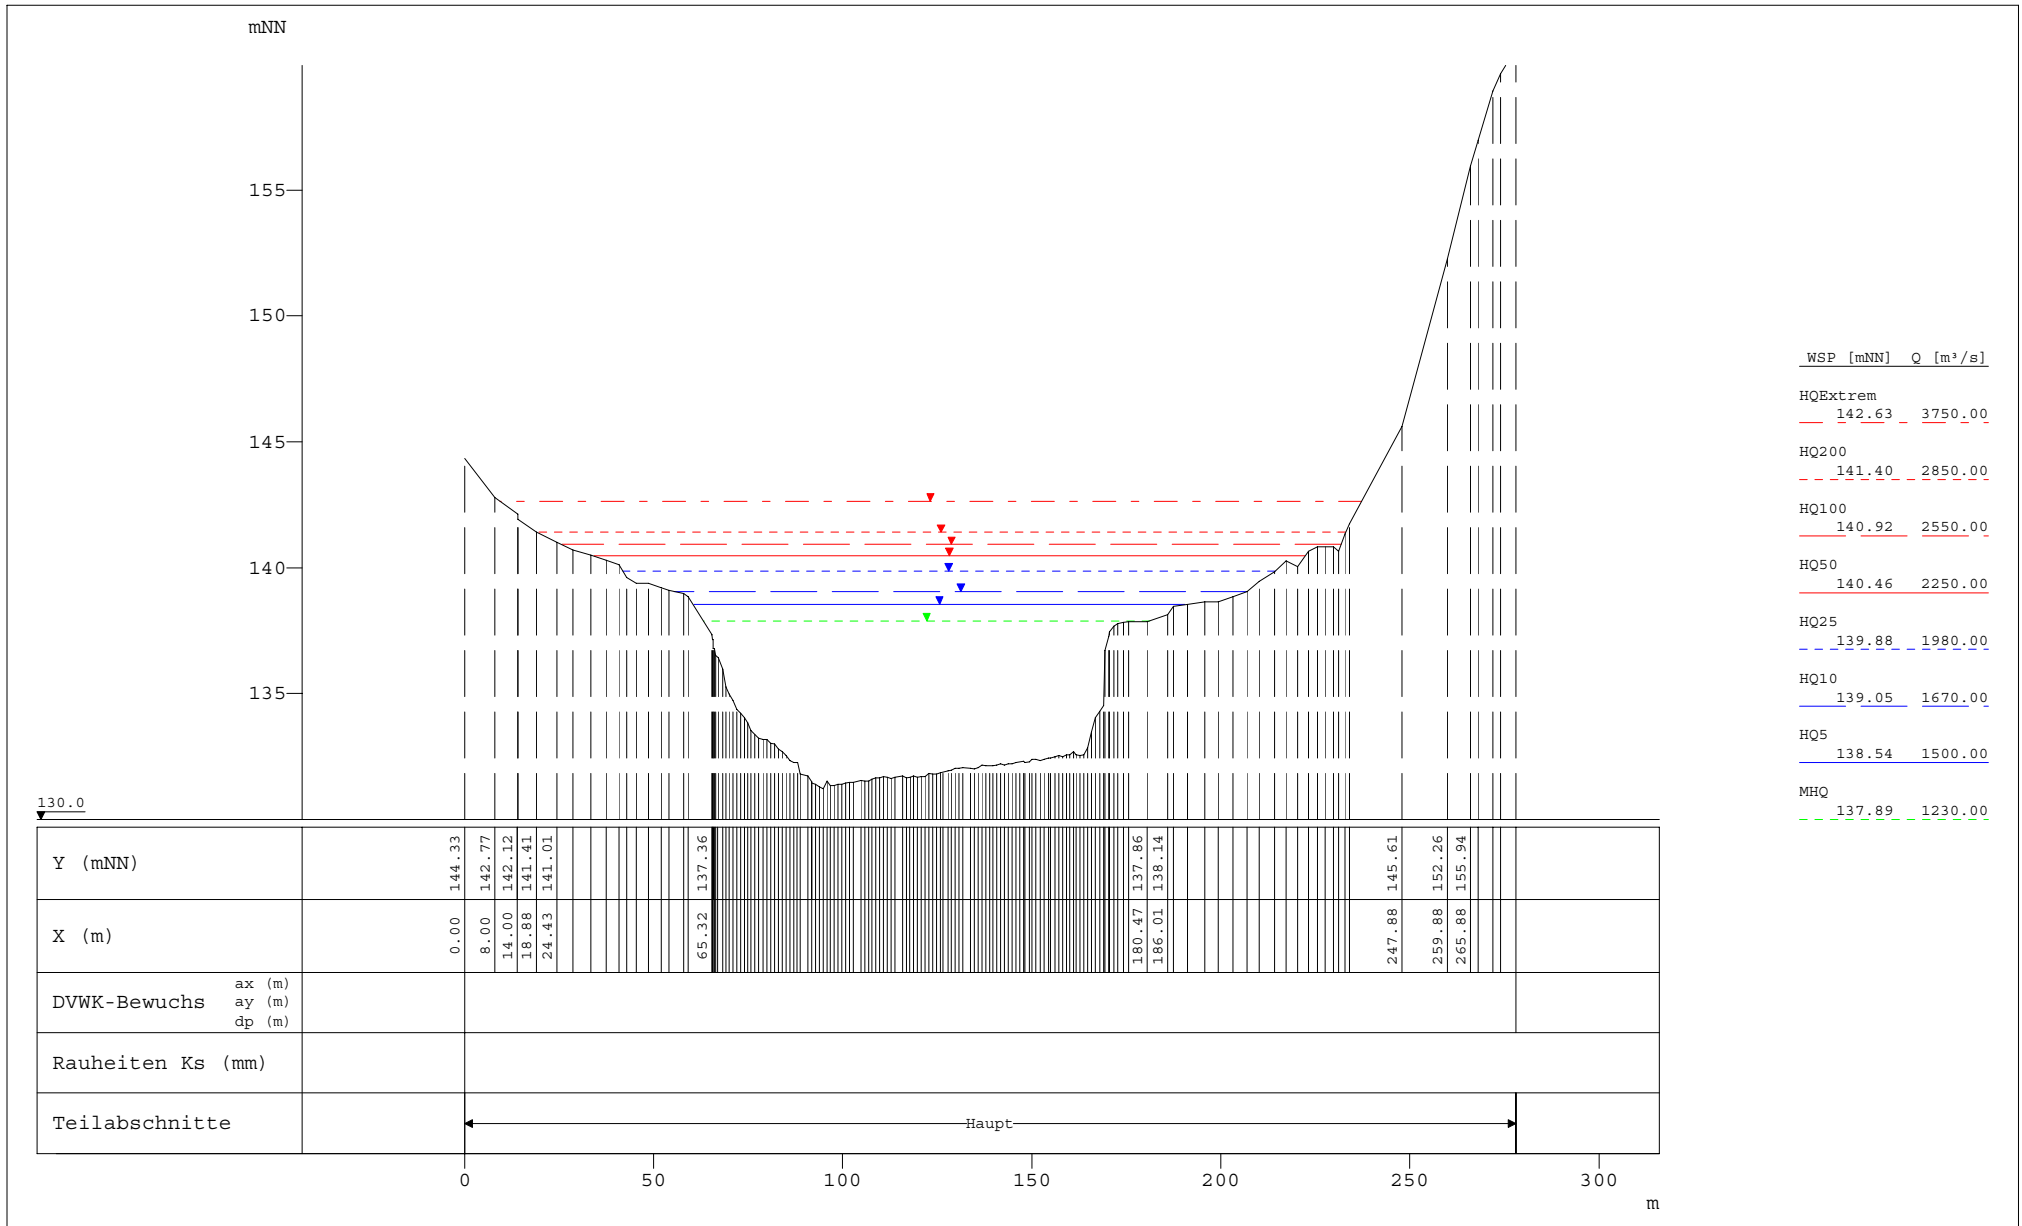 mNN
155
150
145
140
135
130.0
WSP [mNN] Q [m³/s]
HQExtrem
142.63 3750.00
HQ200
141.40 2850.00
HQ100
140.92 2550.00
HQ50
140.46 2250.00
HQ25
139.88 1980.00
HQ10
139.05 1670.00
HQ5
138.54 1500.00
MHQ
137.89 1230.00
Y (mNN) 144.33 142.77 142.12 141.41 141.01 137.36 137.86 138.14 145.61 152.26 155.94
X (m) 0.00 8.00 14.00 18.88 24.43 65.32 180.47 186.01 247.88 259.88 265.88
DVWK-Bewuchs
ax (m)
ay (m)
dp (m)
Rauheiten Ks (mm)
Teilabschnitte Haupt
0 50 100 150 200 250 300
m